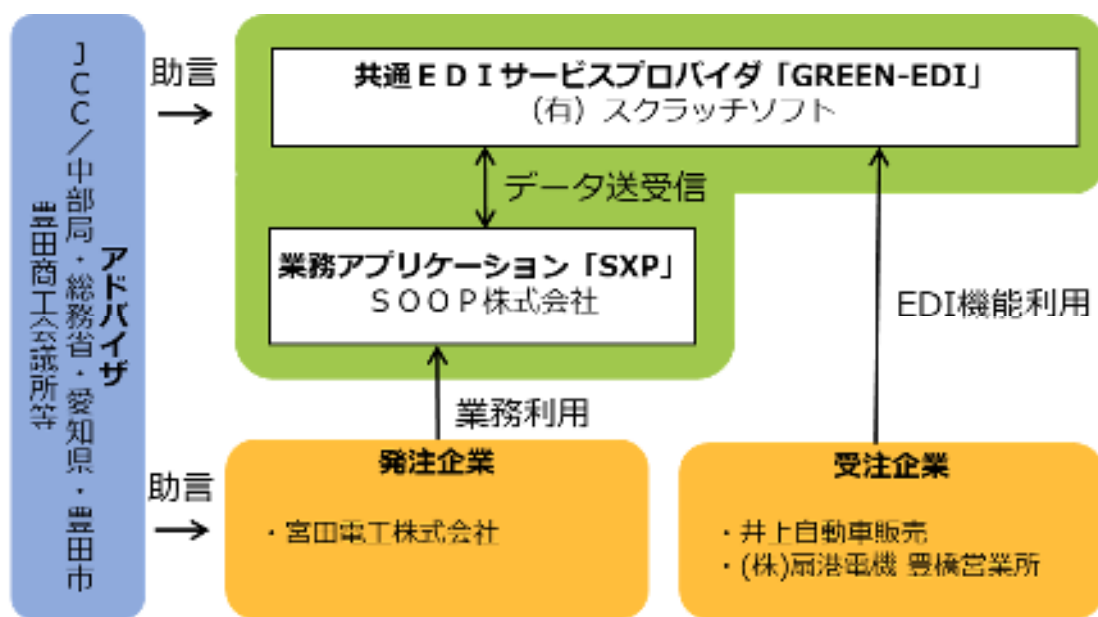 アドバイザ
JCC/中部局・総務省・愛知県・豊田市
豊田商工会議所等
助言
共通EDIサービスプロバイダ「GREEN-EDI」
(有)スクラッチソフト
データ送受信
業務アプリケーション「SXP」
SOOP株式会社
EDI機能利用
業務利用
助言
発注企業
・宮田電工株式会社
受注企業
・井上自動車販売
・(株)扇港電機 豊橋営業所